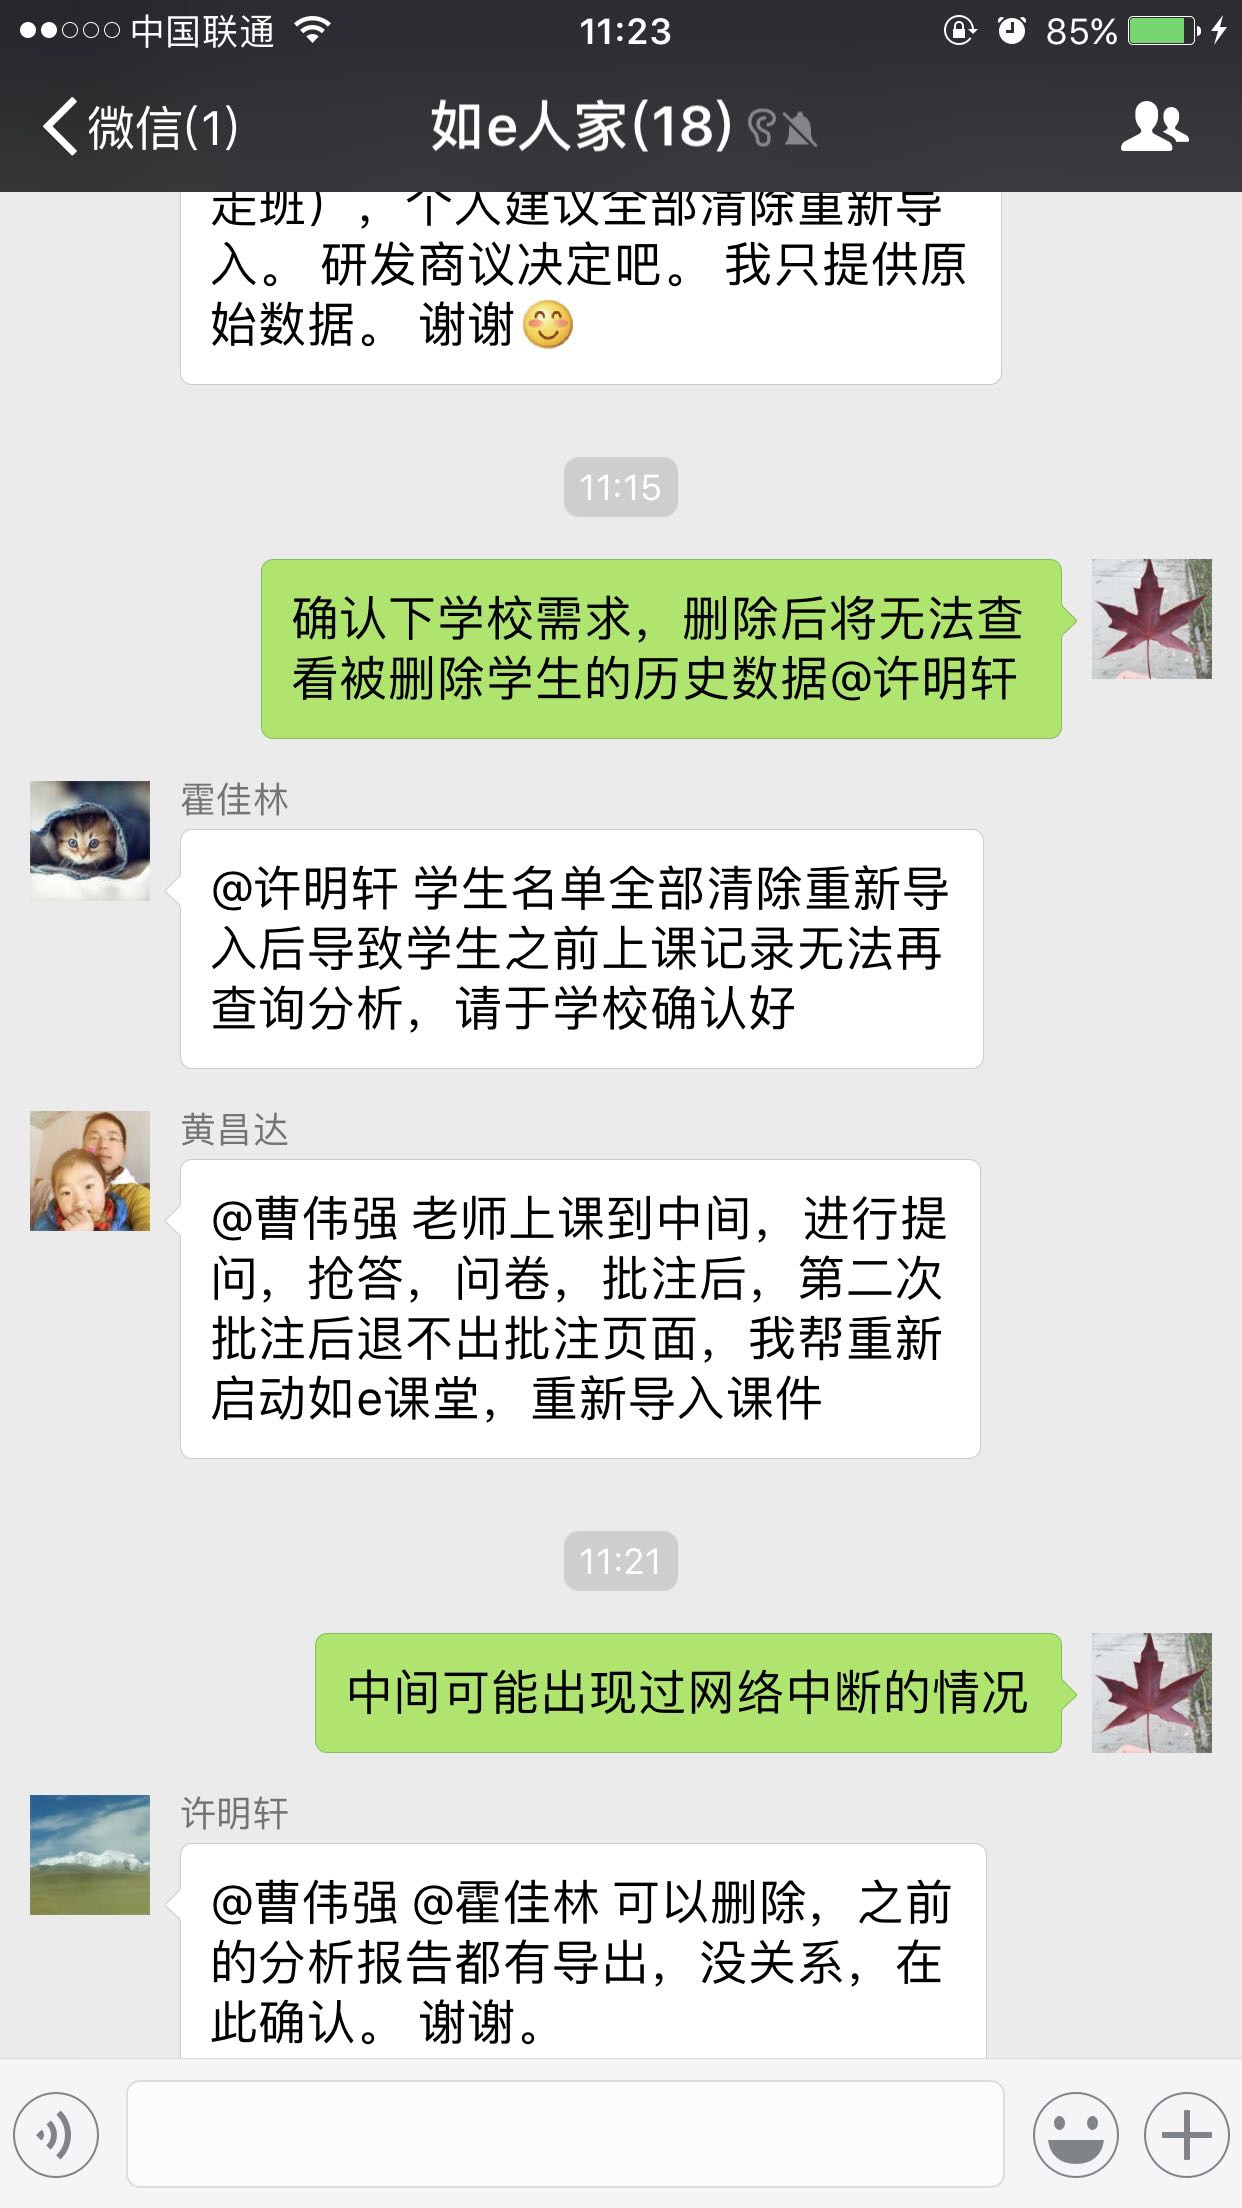 中国联通
11:23
85%
微信(1)
如e人家(18)
走班），个人建议全部清除重新导
入。 研发商议决定吧。 我只提供原
始数据。 谢谢
11:15
确认下学校需求，删除后将无法查
看被删除学生的历史数据@许明轩
霍佳林
@许明轩 学生名单全部清除重新导
入后导致学生之前上课记录无法再
查询分析，请于学校确认好
黄昌达
@曹伟强 老师上课到中间，进行提
问，抢答，问卷，批注后，第二次
批注后退不出批注页面，我帮重新
启动如e课堂，重新导入课件
11:21
中间可能出现过网络中断的情况
许明轩
@曹伟强 @霍佳林 可以删除，之前
的分析报告都有导出，没关系，在
此确认。 谢谢。